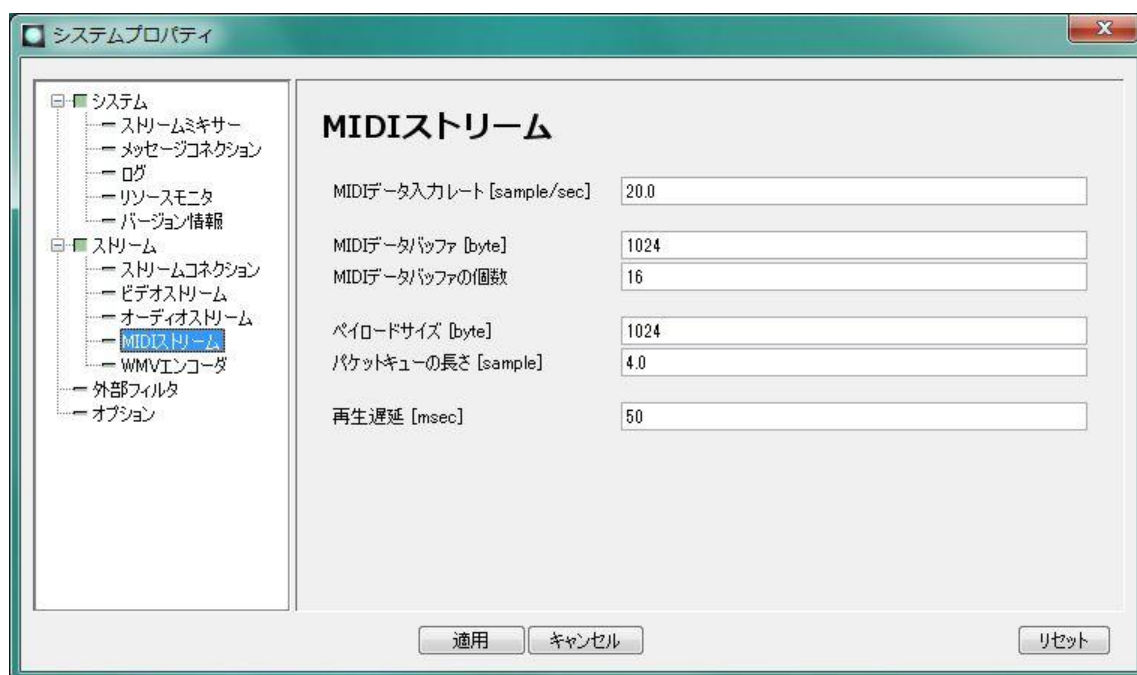 システムプロパティ
システム
ストリームミキサー
メッセージコネクション
ログ
リソースモニタ
バージョン情報
ストリーム
ストリームコネクション
ビデオストリーム
オーディオストリーム
MIDIストリーム
WMVエンコーダ
外部フィルタ
オプション
MIDIストリーム
MIDIデータ入力レート [sample/sec] 20.0
MIDIデータバッファ [byte] 1024
MIDIデータバッファの個数 16
ペイロードサイズ [byte] 1024
パケットキューの長さ [sample] 4.0
再生遅延 [msec] 50
適用 キャンセル リセット